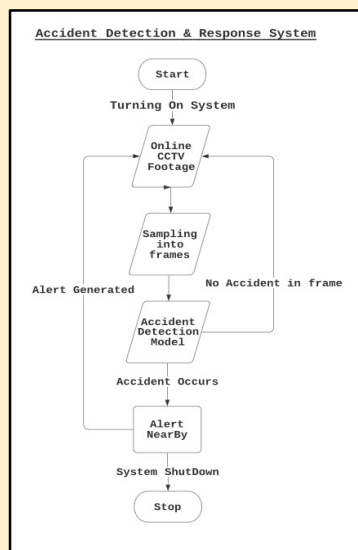 Accident Detection & Response System
Start
Turning On System
Online
CCTV
Footage
Sampling
into
frames
Alert Generated
No Accident in frame
Accident
Detection
Model
Accident Occurs
Alert
NearBy
System ShutDown
Stop